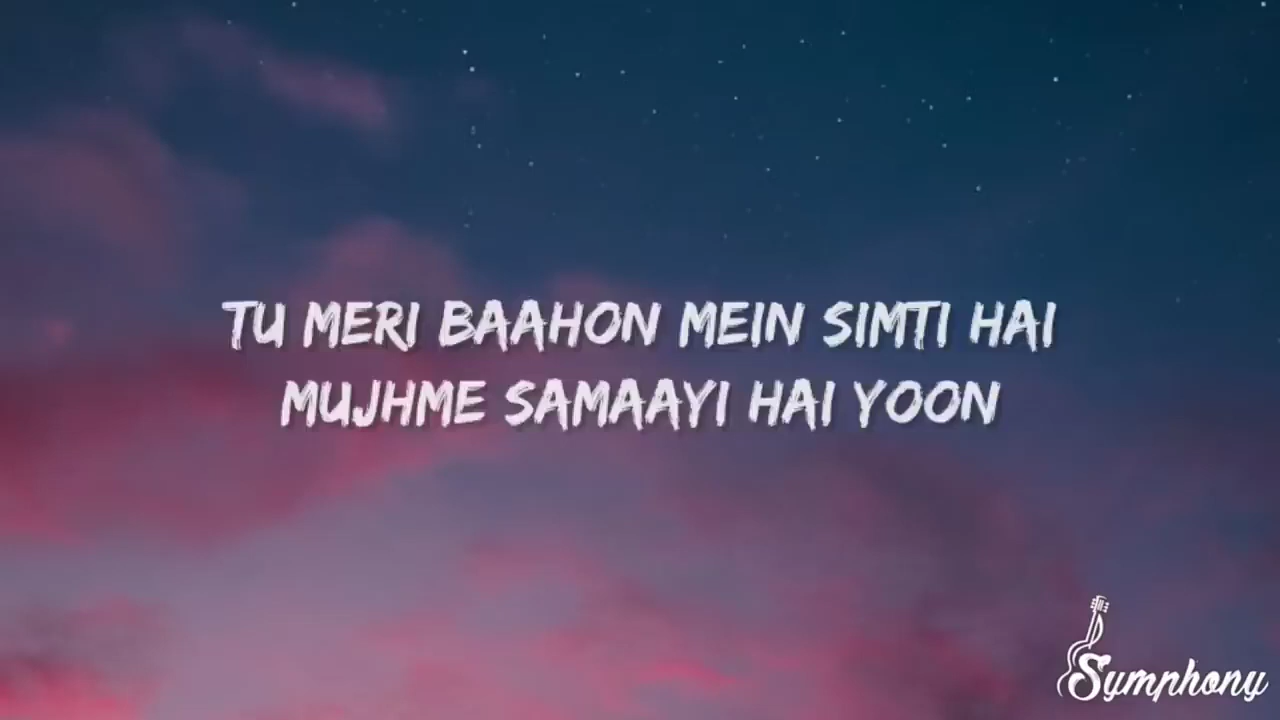 TU MERI BAAHON MEIN SIMTI HAI
MUJHME SAMAAYI HAI YOON
Symphony